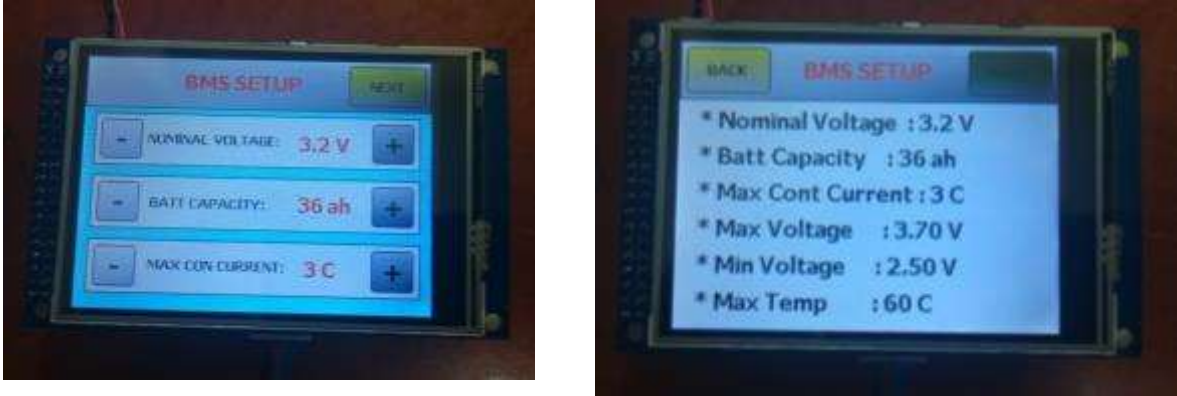 BMS SETUP NEXT
- NOMINAL VOLTAGE: 3.2 V +
- BATT CAPACITY: 36 ah +
- MAX CON CURRENT: 3 C +
BACK BMS SETUP
* Nominal Voltage : 3.2 V
* Batt Capacity : 36 ah
* Max Cont Current : 3 C
* Max Voltage : 3.70 V
* Min Voltage : 2.50 V
* Max Temp : 60 C